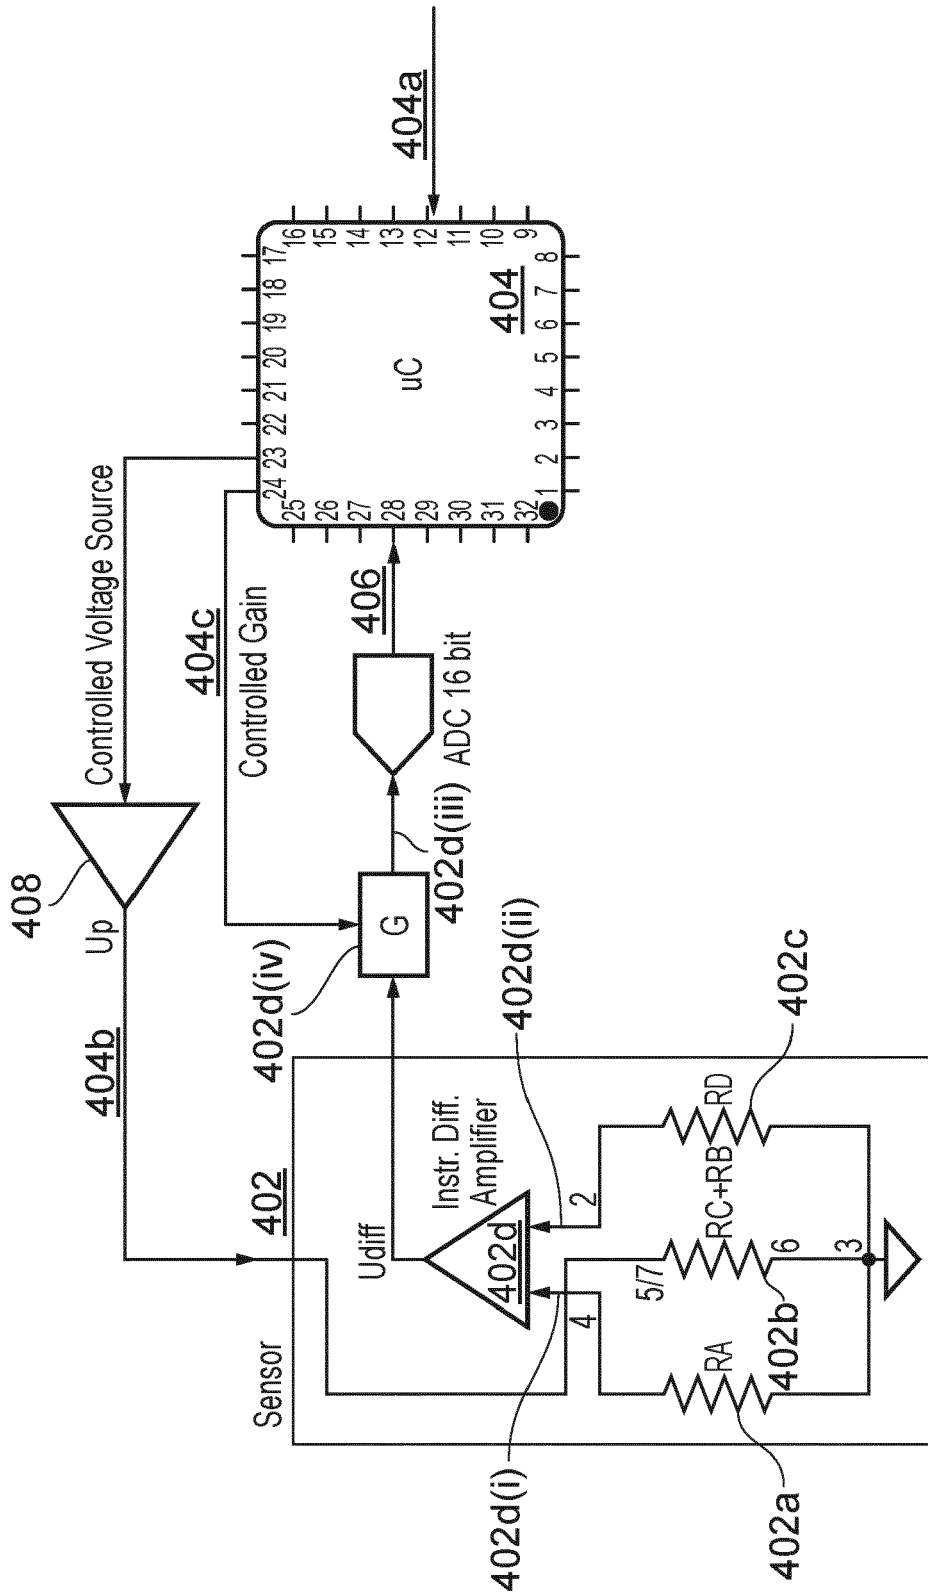 408
Controlled Voltage Source
Up
404b
404c
Controlled Gain
402d(iv)
G
402d(iii)
406
ADC 16 bit
404a
404
uC
1
2
3
4
5
6
7
8
9
10
11
12
13
14
15
16
17
18
19
20
21
22
23
24
25
26
27
28
29
30
31
32
402
Sensor
Udiff
Instr. Diff.
Amplifier
402d
402d(i)
402d(ii)
4
2
5/7
RA
RC+RB
RD
6
3
402a
402b
402c